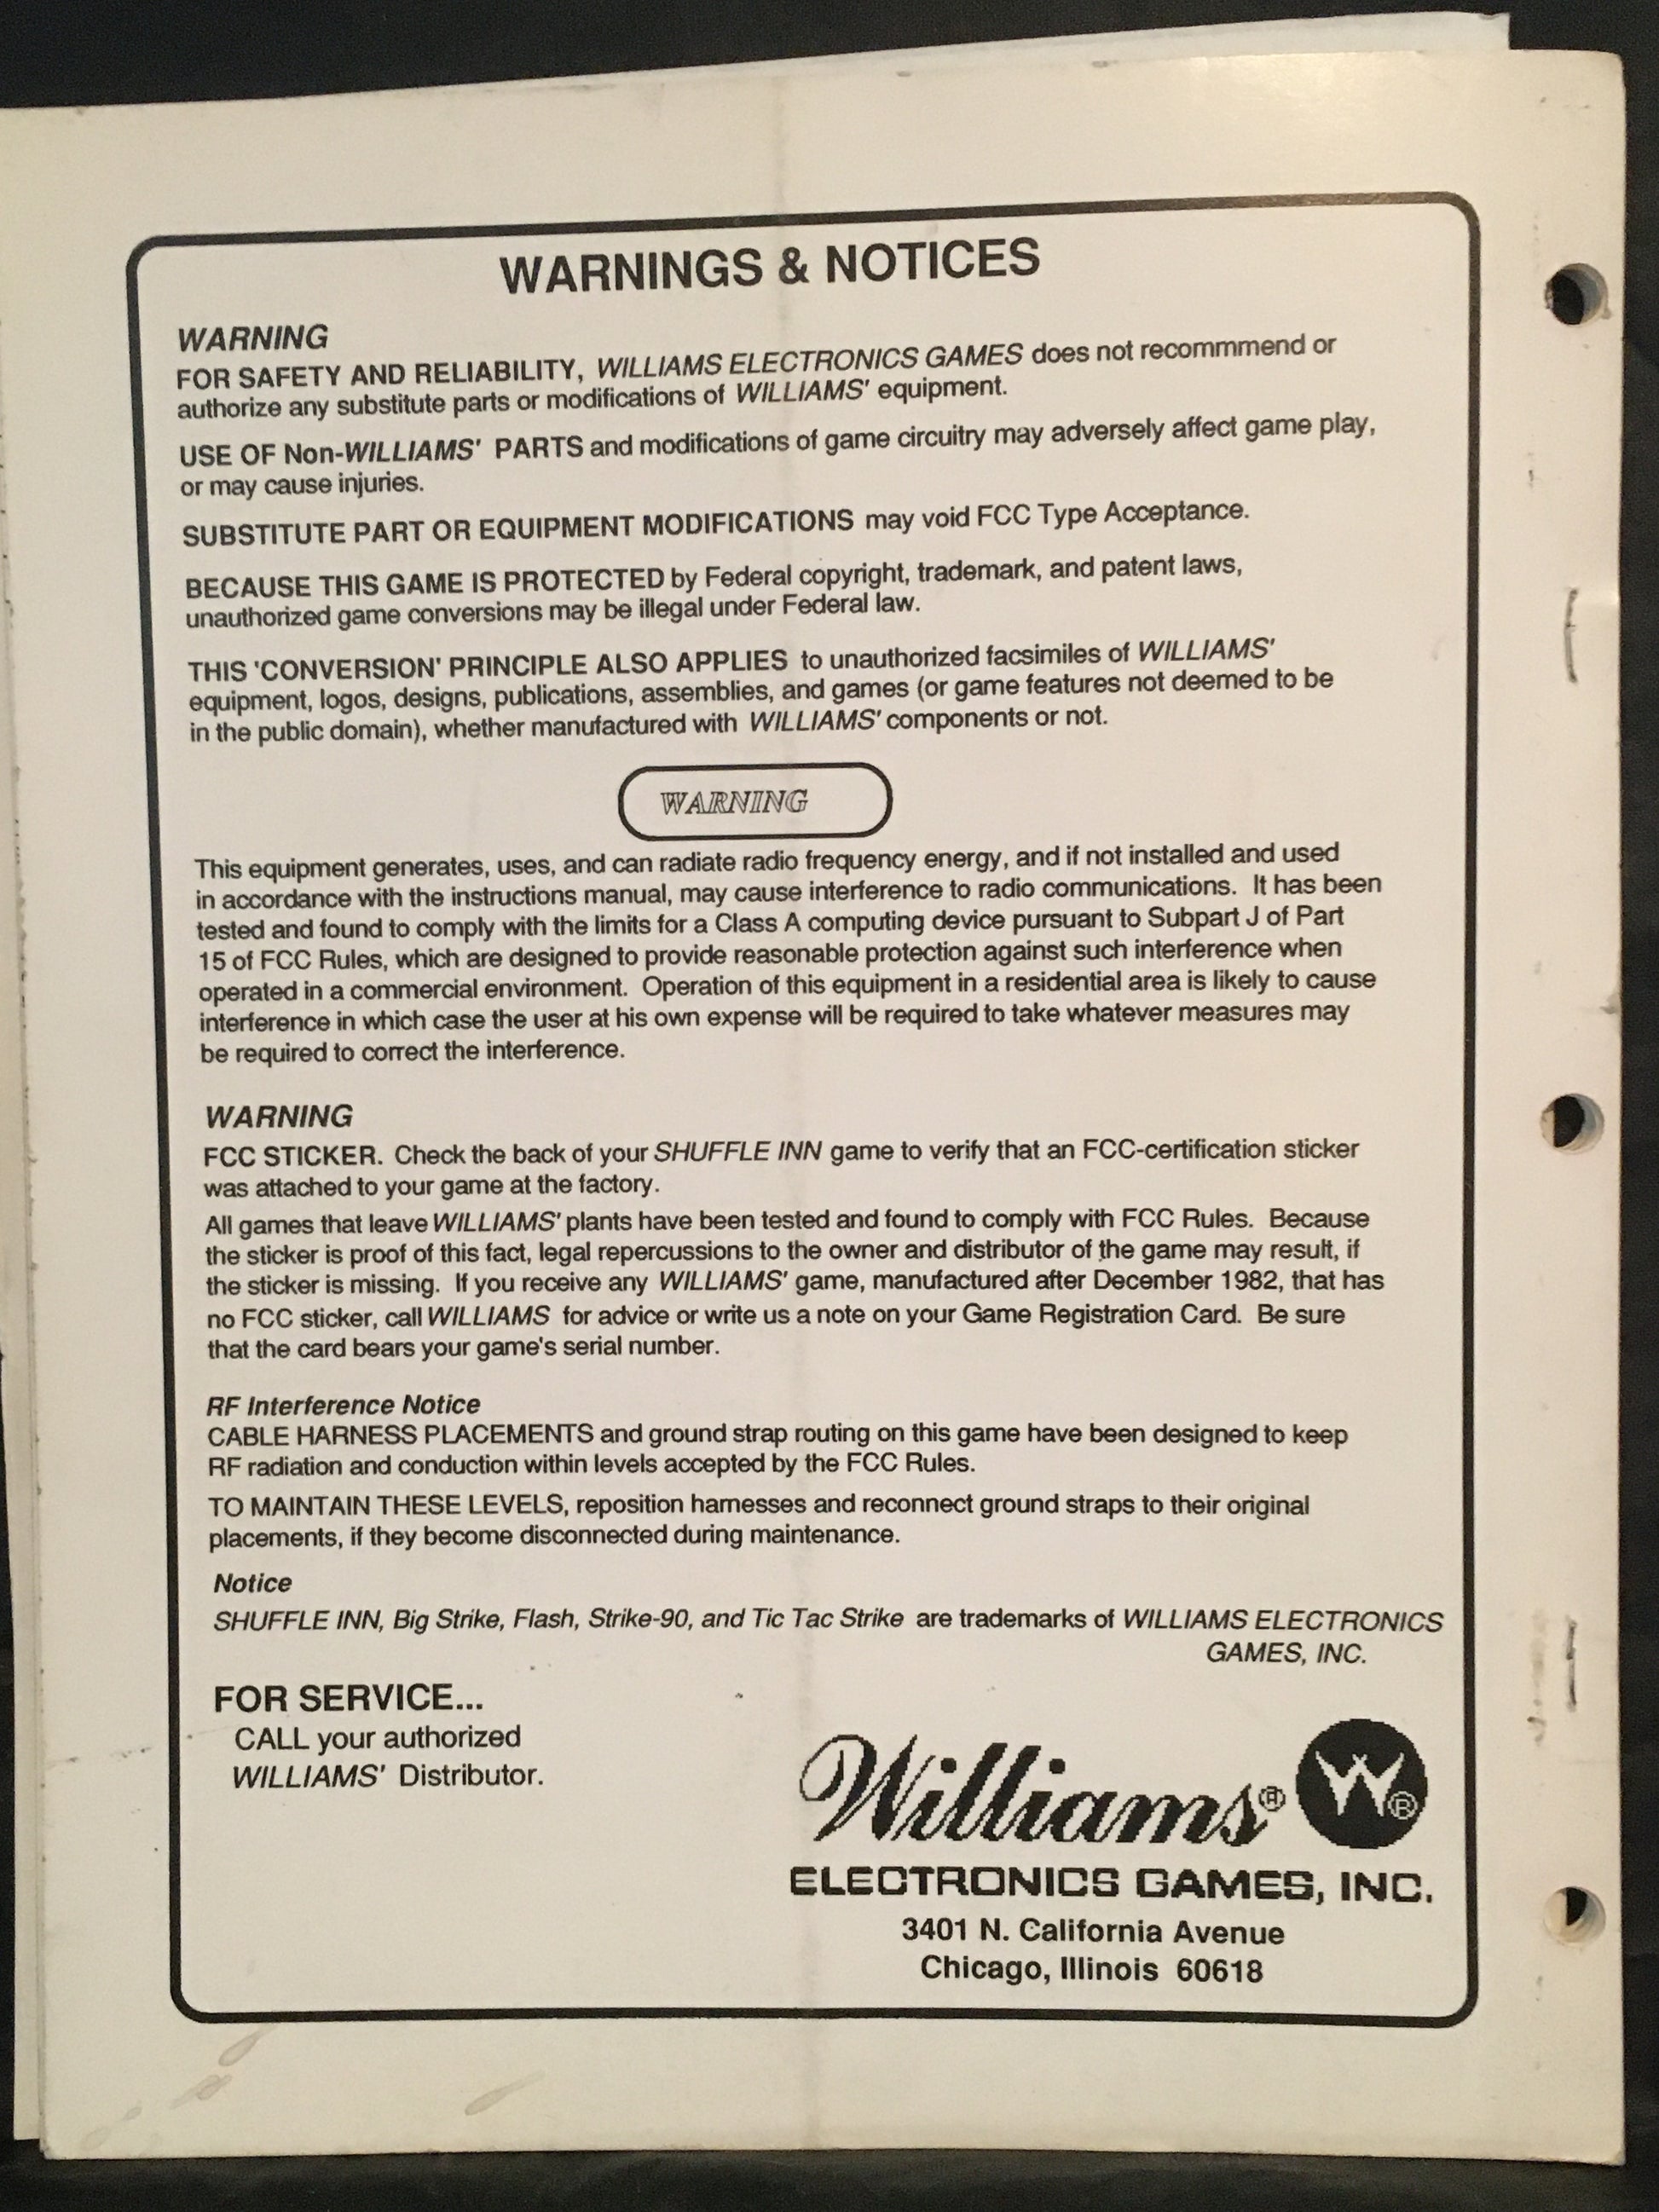 WARNINGS & NOTICES
WARNING
FOR SAFETY AND RELIABILITY, WILLIAMS ELECTRONICS GAMES does not recommmend or
authorize any substitute parts or modifications of WILLIAMS' equipment.
USE OF Non-WILLIAMS' PARTS and modifications of game circuitry may adversely affect game play,
or may cause injuries.
SUBSTITUTE PART OR EQUIPMENT MODIFICATIONS may void FCC Type Acceptance.
BECAUSE THIS GAME IS PROTECTED by Federal copyright, trademark, and patent laws,
unauthorized game conversions may be illegal under Federal law.
THIS 'CONVERSION' PRINCIPLE ALSO APPLIES to unauthorized facsimiles of WILLIAMS'
equipment, logos, designs, publications, assemblies, and games (or game features not deemed to be
in the public domain), whether manufactured with WILLIAMS' components or not.
WARNING
This equipment generates, uses, and can radiate radio frequency energy, and if not installed and used
in accordance with the instructions manual, may cause interference to radio communications. It has been
tested and found to comply with the limits for a Class A computing device pursuant to Subpart J of Part
15 of FCC Rules, which are designed to provide reasonable protection against such interference when
operated in a commercial environment. Operation of this equipment in a residential area is likely to cause
interference in which case the user at his own expense will be required to take whatever measures may
be required to correct the interference.
WARNING
FCC STICKER. Check the back of your SHUFFLE INN game to verify that an FCC-certification sticker
was attached to your game at the factory.
All games that leave WILLIAMS' plants have been tested and found to comply with FCC Rules. Because
the sticker is proof of this fact, legal repercussions to the owner and distributor of the game may result, if
the sticker is missing. If you receive any WILLIAMS' game, manufactured after December 1982, that has
no FCC sticker, call WILLIAMS for advice or write us a note on your Game Registration Card. Be sure
that the card bears your game's serial number.
RF Interference Notice
CABLE HARNESS PLACEMENTS and ground strap routing on this game have been designed to keep
RF radiation and conduction within levels accepted by the FCC Rules.
TO MAINTAIN THESE LEVELS, reposition harnesses and reconnect ground straps to their original
placements, if they become disconnected during maintenance.
Notice
SHUFFLE INN, Big Strike, Flash, Strike-90, and Tic Tac Strike are trademarks of WILLIAMS ELECTRONICS
GAMES, INC.
FOR SERVICE...
CALL your authorized
WILLIAMS' Distributor.
Williams® W®
ELECTRONICS GAMES, INC.
3401 N. California Avenue
Chicago, Illinois 60618